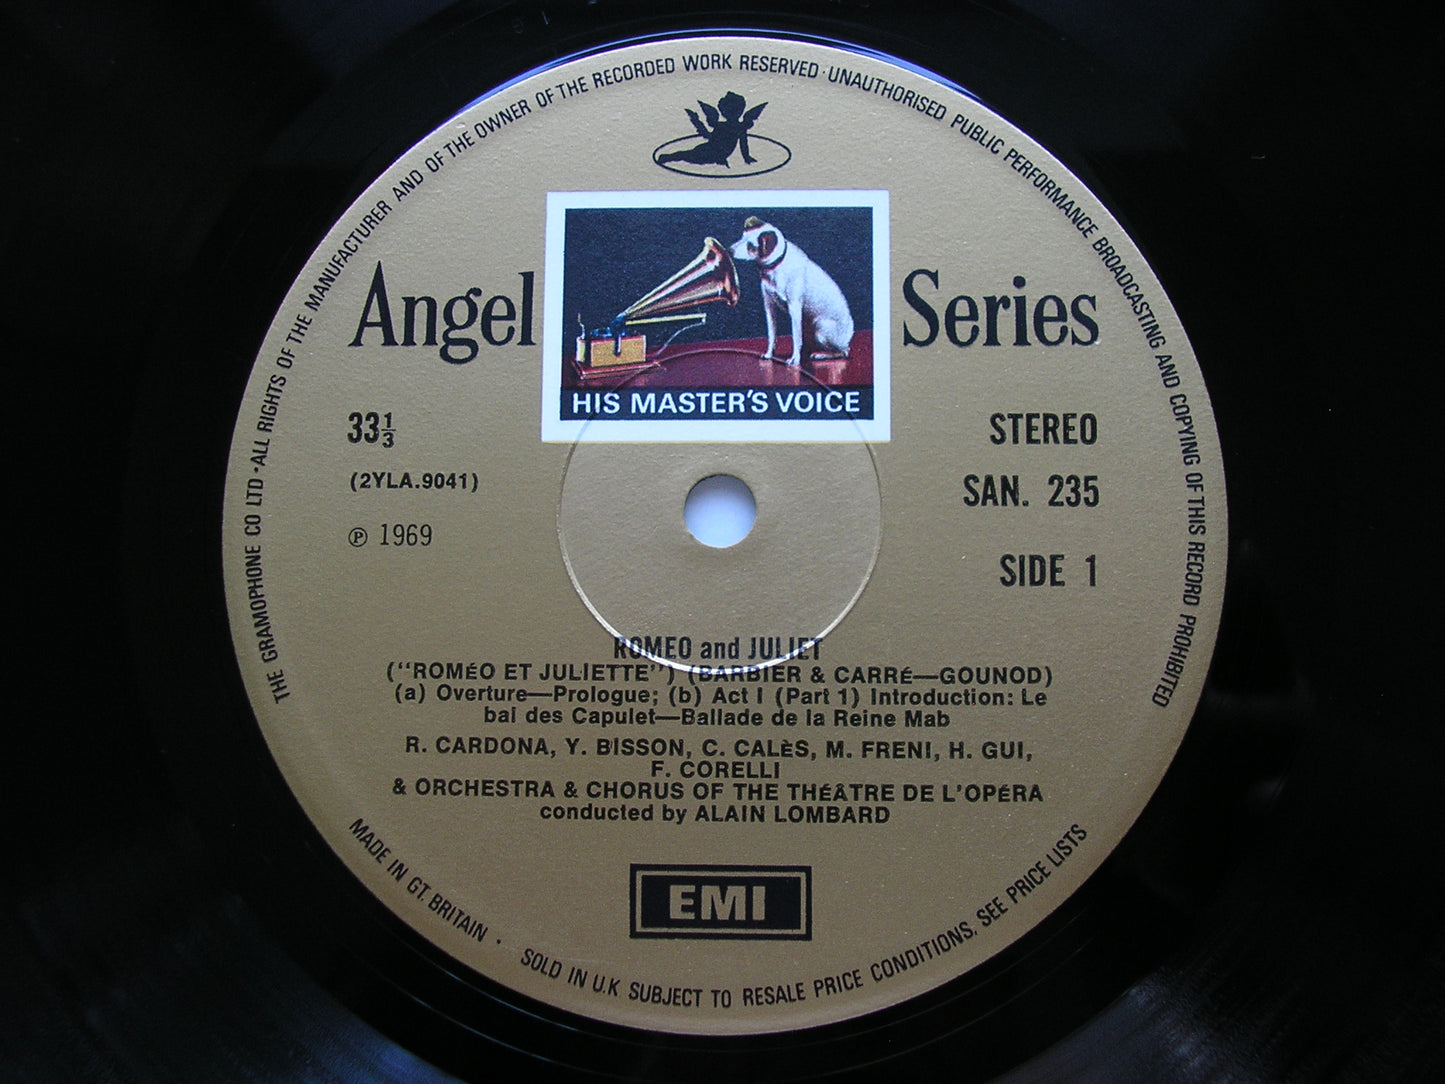 THE GRAMOPHONE CO LTD · ALL RIGHTS OF THE MANUFACTURER AND OF THE OWNER OF THE RECORDED WORK RESERVED · UNAUTHORISED PUBLIC PERFORMANCE BROADCASTING AND COPYING OF THIS RECORD PROHIBITED
Angel Series
HIS MASTER'S VOICE
33⅓
STEREO
(2YLA.9041)
SAN. 235
℗ 1969
SIDE 1
ROMEO and JULIET
("ROMéO ET JULIETTE") (BARBIER & CARRé—GOUNOD)
(a) Overture—Prologue; (b) Act I (Part 1) Introduction: Le
bal des Capulet—Ballade de la Reine Mab
R. CARDONA, Y. BISSON, C. CALèS, M. FRENI, H. GUI,
F. CORELLI
& ORCHESTRA & CHORUS OF THE THéÂTRE DE L'OPéRA
conducted by ALAIN LOMBARD
EMI
MADE IN GT. BRITAIN · SOLD IN U.K SUBJECT TO RESALE PRICE CONDITIONS, SEE PRICE LISTS